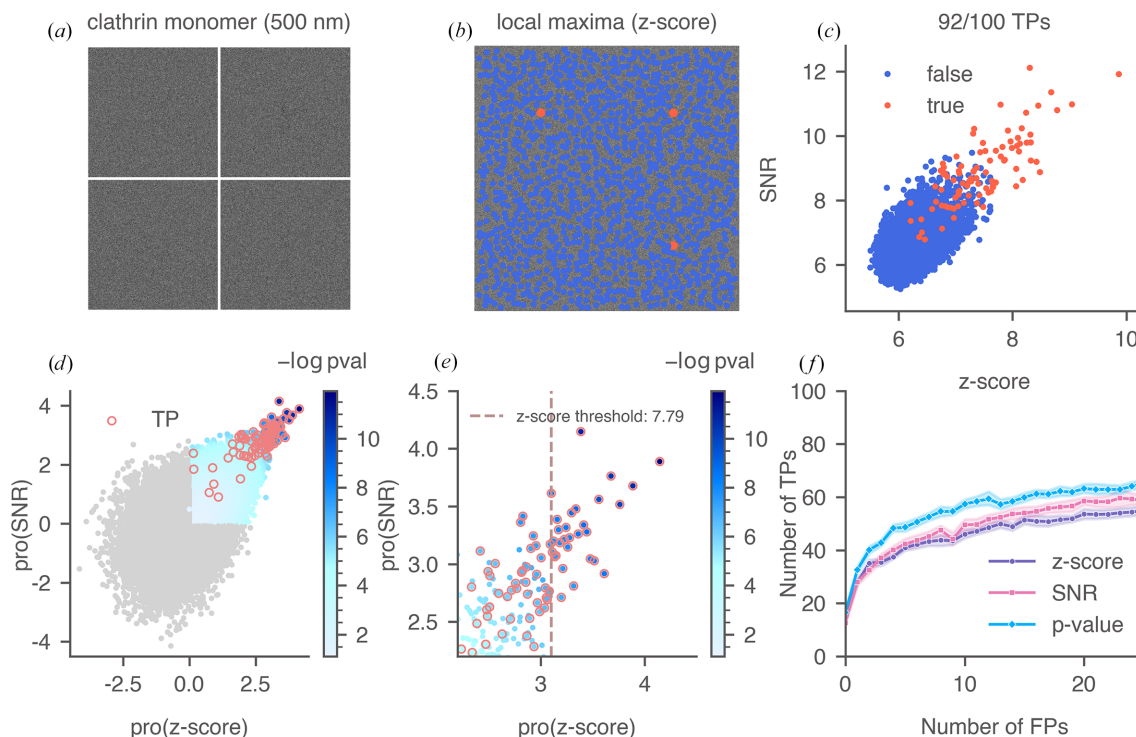 (a) clathrin monomer (500 nm)
(b) local maxima (z-score)
(c) 92/100 TPs
false
true
SNR
12
10
8
6
6 8 10
z-score
(d) −log pval
TP
pro(SNR)
4
2
0
-2
-4
-2.5 0.0 2.5
pro(z-score)
10
8
6
4
2
(e) −log pval
z-score threshold: 7.79
pro(SNR)
4.5
4.0
3.5
3.0
2.5
3 4
pro(z-score)
10
8
6
4
2
(f)
Number of TPs
100
80
60
40
20
0
z-score
SNR
p-value
0 10 20
Number of FPs